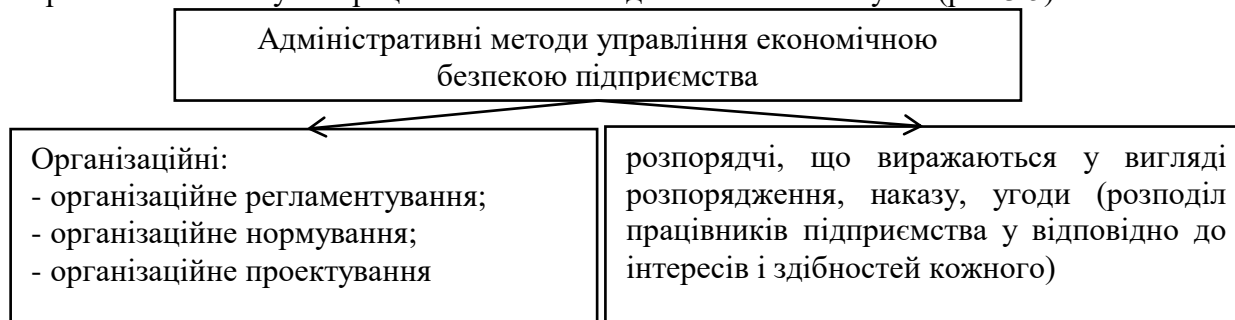 Адміністративні методи управління економічною
безпекою підприємства
Організаційні:
- організаційне регламентування;
- організаційне нормування;
- організаційне проектування
розпорядчі, що виражаються у вигляді
розпорядження, наказу, угоди (розподіл
працівників підприємства у відповідно до
інтересів і здібностей кожного)